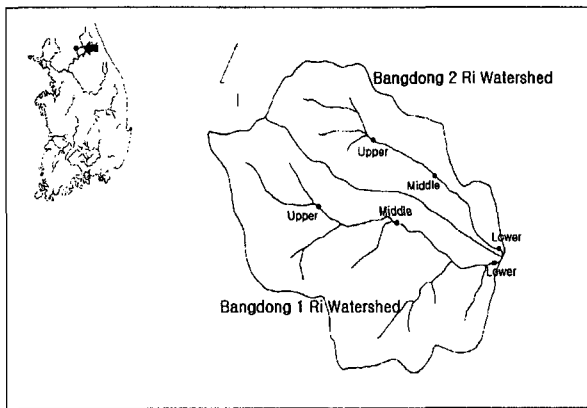 Bangdong 2 Ri Watershed
Upper
Middle
Upper
Middle
Lower
Lower
Bangdong 1 Ri Watershed